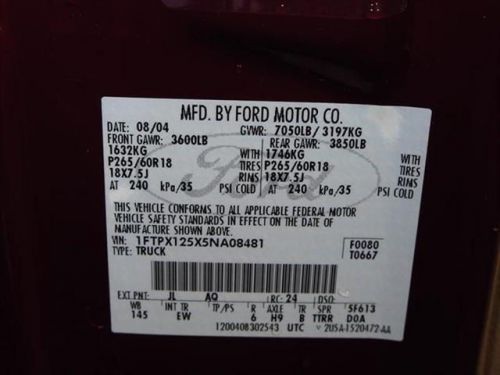 MFD. BY FORD MOTOR CO.
DATE: 08/04 GVWR: 7050LB/ 3197KG
FRONT GAWR: 3600LB REAR GAWR: 3850LB
1632KG WITH 1746KG WITH
P265/60R18 TIRES P265/60R18 TIRES
18X7.5J RIMS 18X7.5J RIMS
AT 240 kPa/35 PSI COLD AT 240 kPa/35 PSI COLD
Ford
THIS VEHICLE CONFORMS TO ALL APPLICABLE FEDERAL MOTOR
VEHICLE SAFETY STANDARDS IN EFFECT ON THE DATE OF
MANUFACTURE SHOWN ABOVE.
VIN: 1FTPX125X5NA08481 F0080
TYPE: TRUCK T0667
EXT PNT: JL AQ RC: 24 DSO:
WB INT TR TP/PS R AXLE TR SPR 5F613
145 EW 6 H9 B TTRR DOA
1200408302543 UTC ▽ 2U5A-1520472-AA